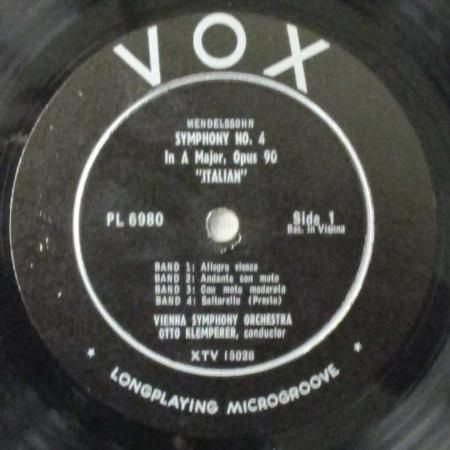 VOX
MENDELSSOHN
SYMPHONY NO. 4
In A Major, Opus 90
"ITALIAN"
PL 6980
Side 1
Rec. in Vienna
BAND 1: Allegro vivace
BAND 2: Andante con moto
BAND 3: Con moto moderato
BAND 4: Saltarello (Presto)
VIENNA SYMPHONY ORCHESTRA
OTTO KLEMPERER, conductor
XTV 15028
* LONGPLAYING MICROGROOVE *